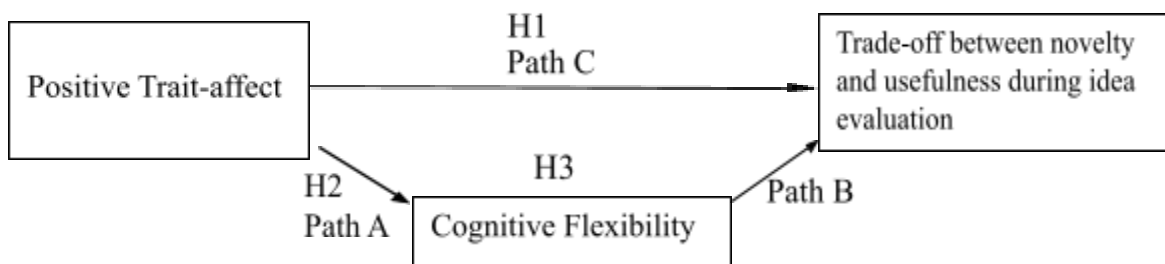 H1
Path C
Positive Trait-affect
Trade-off between novelty
and usefulness during idea
evaluation
H2
Path A
H3
Cognitive Flexibility
Path B